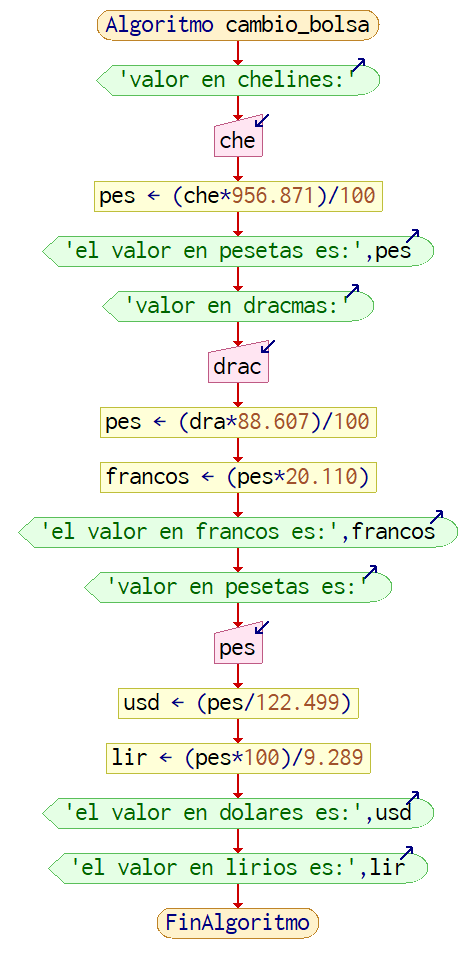 Algoritmo cambio_bolsa
'valor en chelines:'
che
pes ← (che*956.871)/100
'el valor en pesetas es:',pes
'valor en dracmas:'
drac
pes ← (dra*88.607)/100
francos ← (pes*20.110)
'el valor en francos es:',francos
'valor en pesetas es:'
pes
usd ← (pes/122.499)
lir ← (pes*100)/9.289
'el valor en dolares es:',usd
'el valor en lirios es:',lir
FinAlgoritmo